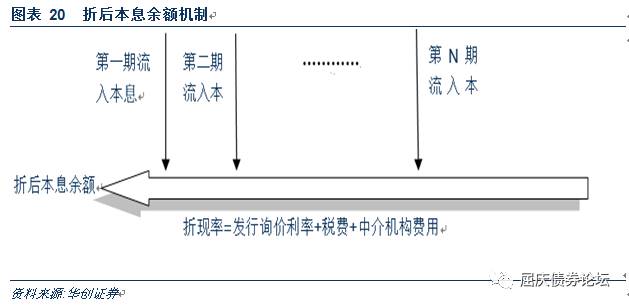 图表 20 折后本息余额机制
第一期流
入本息
第二期
流入本
…………
第 N 期
流 入 本
折后本息余额
折现率=发行询价利率+税费+中介机构费用
资料来源:华创证券
屈庆债券论坛